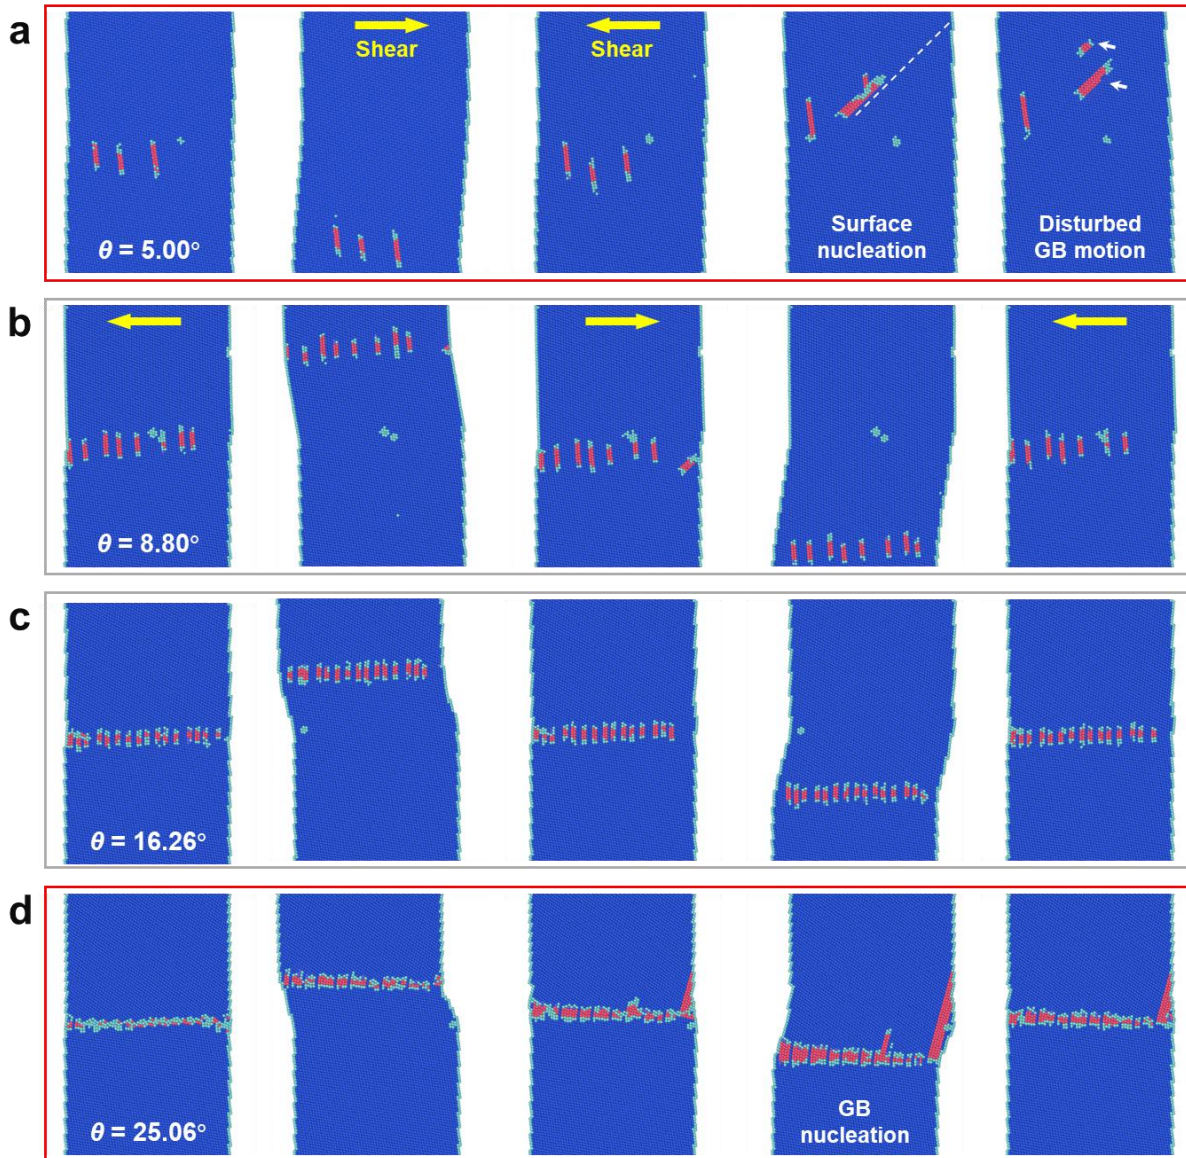 a
Shear
Shear
θ = 5.00°
Surface
nucleation
Disturbed
GB motion
b
θ = 8.80°
c
θ = 16.26°
d
θ = 25.06°
GB
nucleation